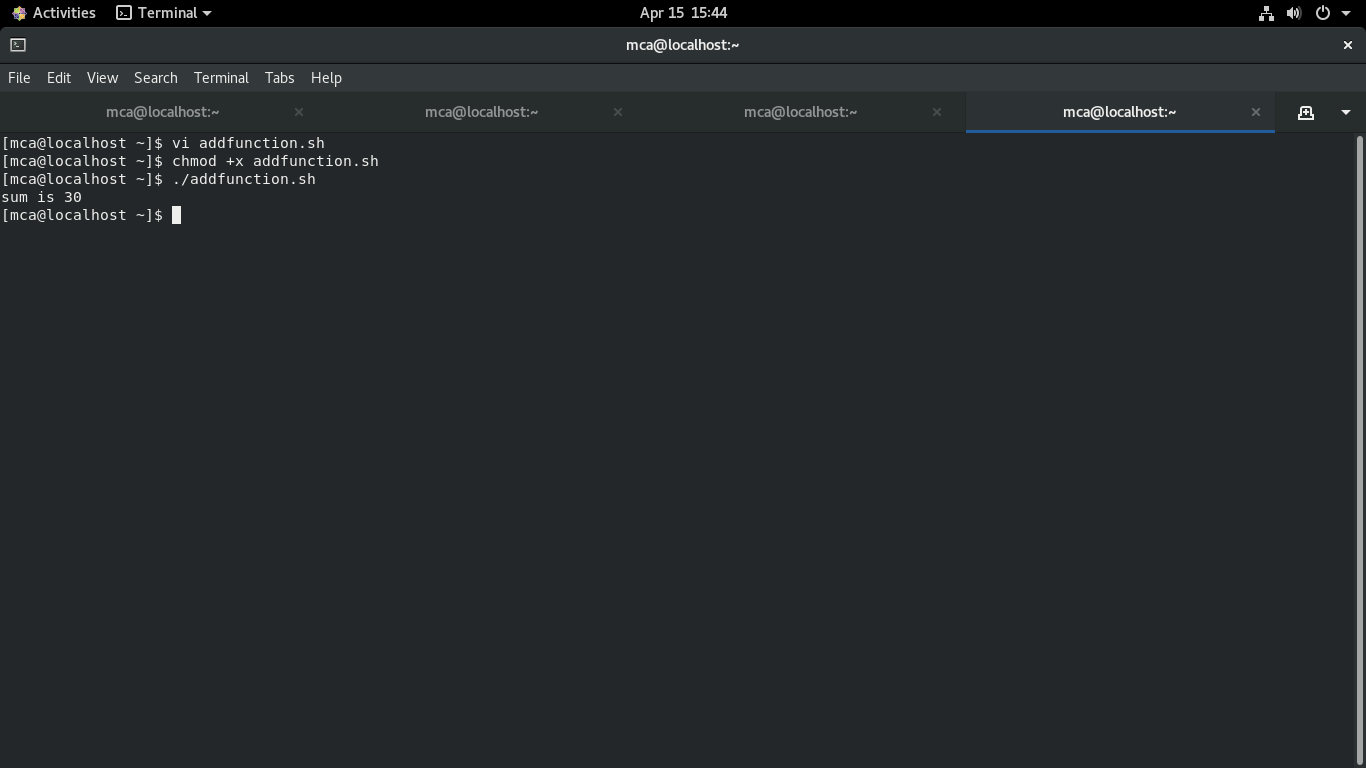 Activities Terminal Apr 15 15:44
mca@localhost:~
File Edit View Search Terminal Tabs Help
mca@localhost:~ mca@localhost:~ mca@localhost:~ mca@localhost:~
[mca@localhost ~]$ vi addfunction.sh
[mca@localhost ~]$ chmod +x addfunction.sh
[mca@localhost ~]$ ./addfunction.sh
sum is 30
[mca@localhost ~]$